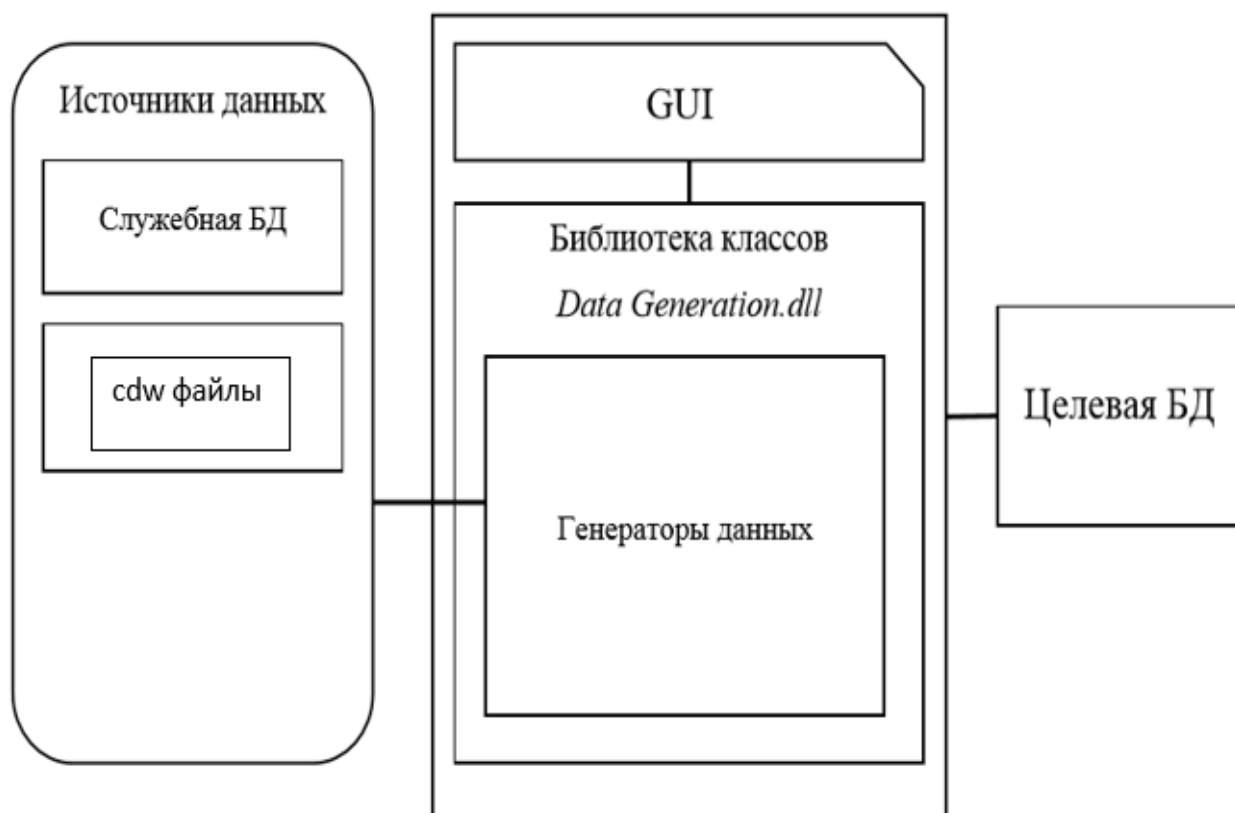 Источники данных
Служебная БД
cdw файлы
GUI
Библиотека классов
Data Generation.dll
Генераторы данных
Целевая БД